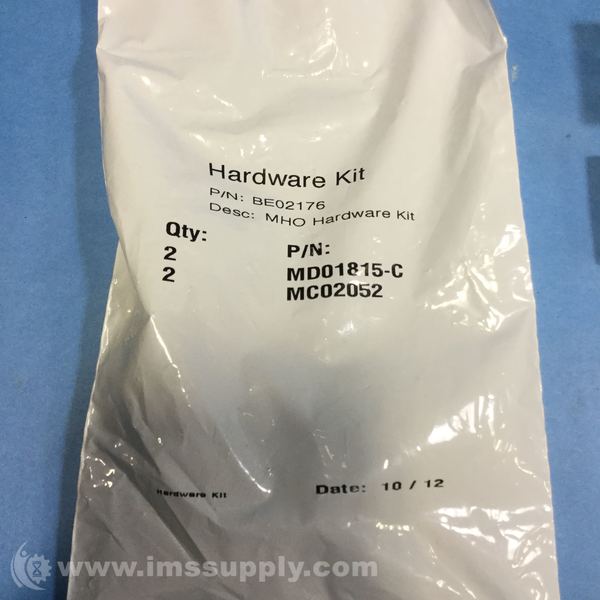 Hardware Kit
P/N: BE02176
Desc: MHO Hardware Kit
Qty: P/N:
2 MD01815-C
2 MC02052
Hardware Kit Date: 10 / 12
www.imssupply.com